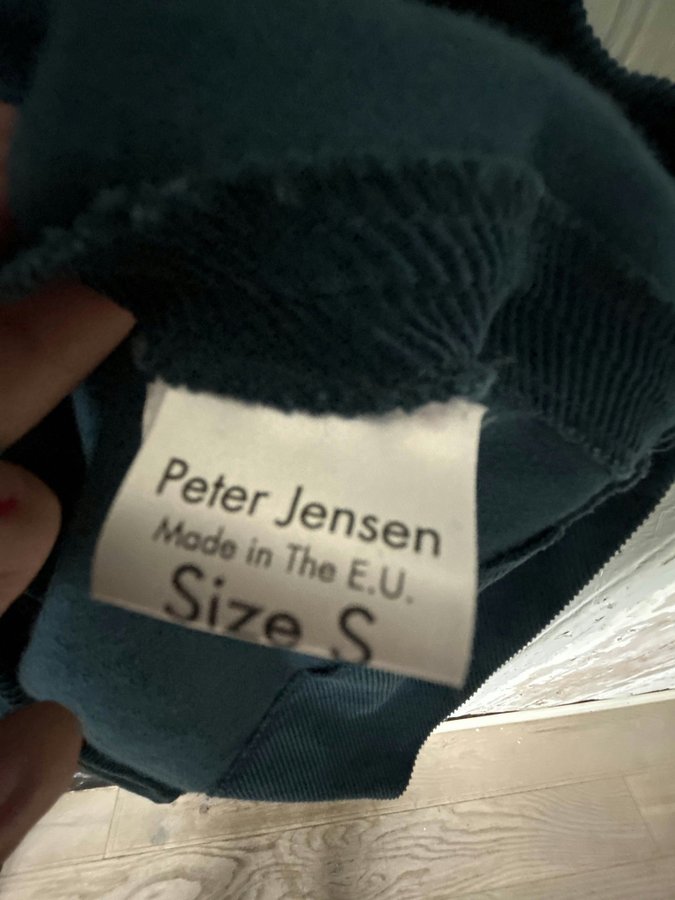 Peter Jensen
Made in The E.U.
Size S